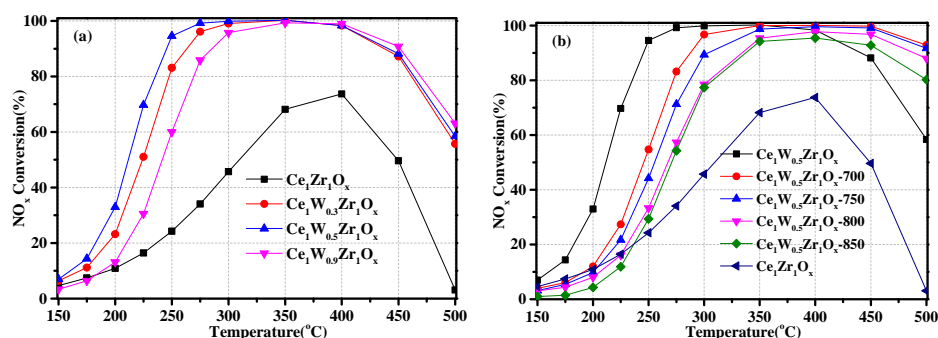 (a)
NOx Conversion(%)
100
80
60
40
20
0
150 200 250 300 350 400 450 500
Temperature(°C)
Ce1Zr1Ox
Ce1W0.3Zr1Ox
Ce1W0.5Zr1Ox
Ce1W0.9Zr1Ox
(b)
NOx Conversion(%)
100
80
60
40
20
0
150 200 250 300 350 400 450 500
Temperature(°C)
Ce1W0.5Zr1Ox
Ce1W0.5Zr1Ox-700
Ce1W0.5Zr1Ox-750
Ce1W0.5Zr1Ox-800
Ce1W0.5Zr1Ox-850
Ce1Zr1Ox